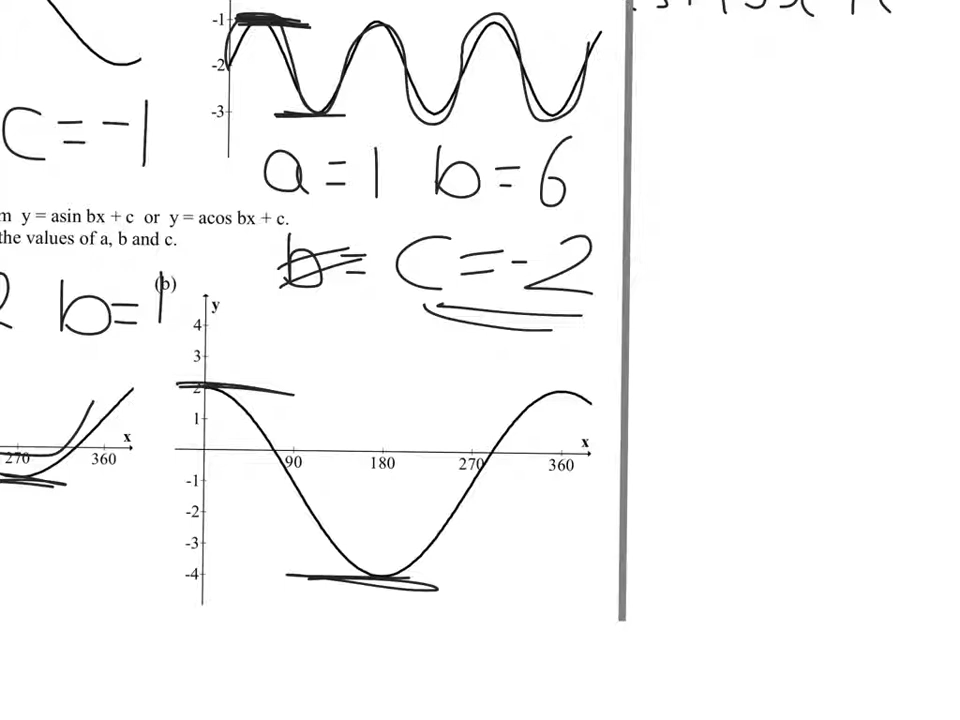 -1
-2
-3
c = -1
a = 1 b = 6
m y = asin bx + c or y = acos bx + c.
the values of a, b and c.
b = c = -2
b = 1
(b)
y
4
3
2
1
x
270 360
x
90 180 270 360
-1
-2
-3
-4